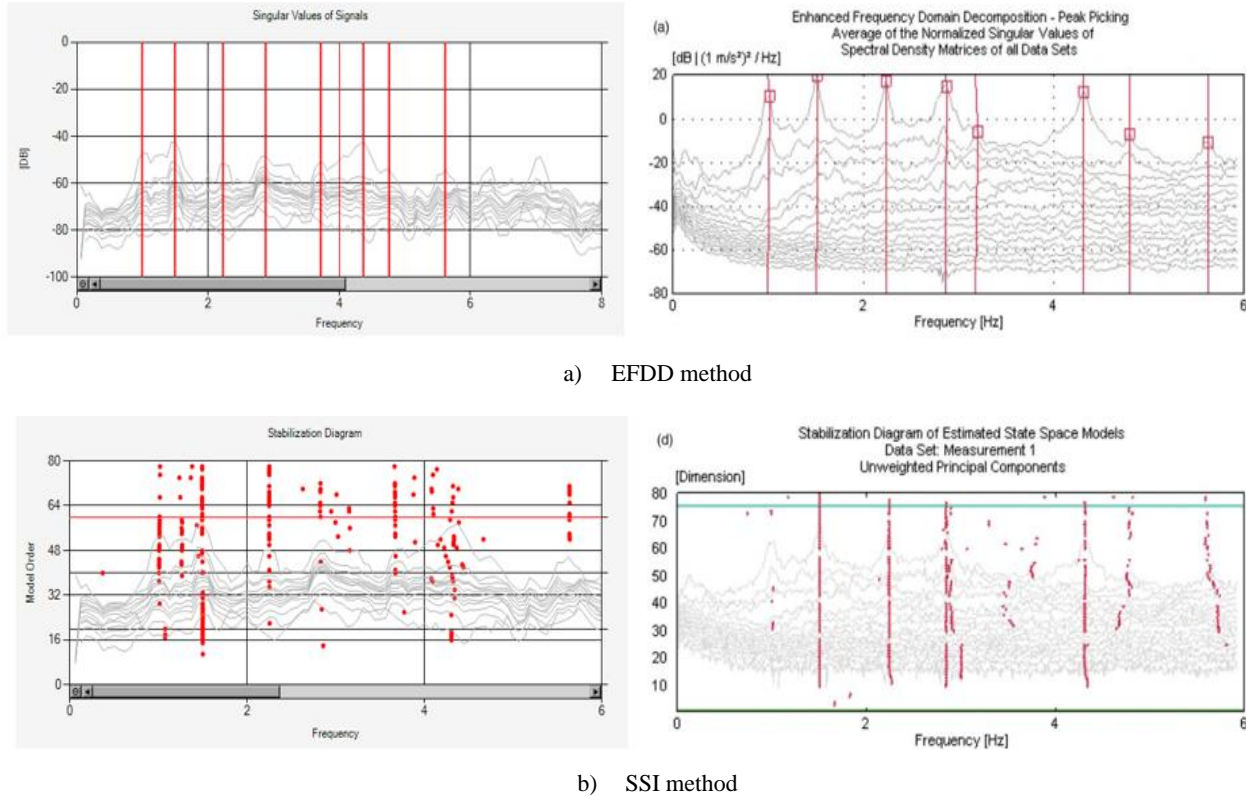 Singular Values of Signals
0
-20
-40
-60
-80
-100
[DB]
0 2 4 6 8
Frequency
(a)
Enhanced Frequency Domain Decomposition - Peak Picking
Average of the Normalized Singular Values of
Spectral Density Matrices of all Data Sets
[dB | (1 m/s²)² / Hz]
20
0
-20
-40
-60
-80
0 2 4 6
Frequency [Hz]
a) EFDD method
Stabilization Diagram
80
64
48
32
16
0
Model Order
0 2 4 6
Frequency
(d)
Stabilization Diagram of Estimated State Space Models
Data Set: Measurement 1
Unweighted Principal Components
[Dimension]
80
70
60
50
40
30
20
10
0 2 4 6
Frequency [Hz]
b) SSI method